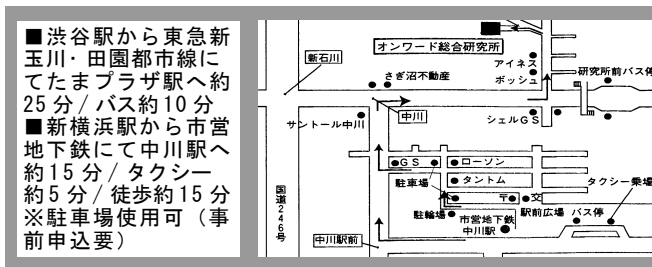 ■渋谷駅から東急新
玉川・田園都市線に
てたまプラザ駅へ約
25分/バス約10分
■新横浜駅から市営
地下鉄にて中川駅へ
約15分/タクシー
約5分/徒歩約15分
※駐車場使用可（事
前申込要）
オンワード総合研究所
新石川
アイネス
ボッシュ
研究所前バス停
さぎ沼不動産
サントール中川
中川
シェルGS
GS
ローソン
駐車場
タントム
タクシー乗場
〒
交
国道246号
駐輪場
市営地下鉄
中川駅
駅前広場
バス停
中川駅前